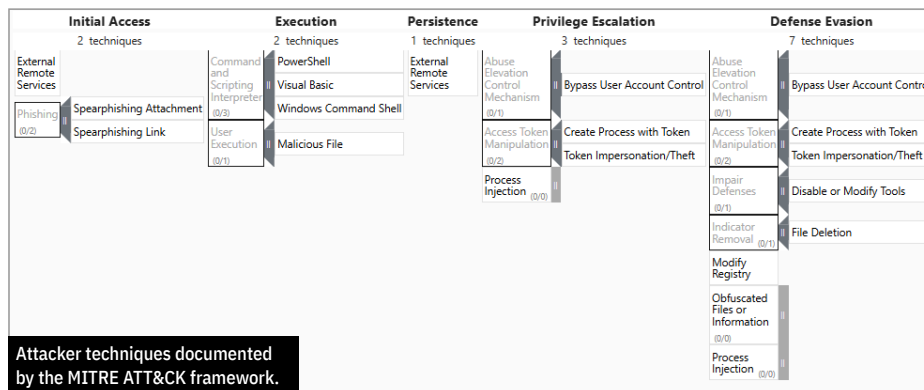 Initial Access
2 techniques
External
Remote
Services
Phishing
(0/2)
Spearphishing Attachment
Spearphishing Link
Execution
2 techniques
Command
and
Scripting
Interpreter
(0/3)
PowerShell
Visual Basic
Windows Command Shell
User
Execution
(0/1)
Malicious File
Persistence
1 techniques
External
Remote
Services
Privilege Escalation
3 techniques
Abuse
Elevation
Control
Mechanism
(0/1)
Bypass User Account Control
Access Token
Manipulation
(0/2)
Create Process with Token
Token Impersonation/Theft
Process
Injection (0/0)
Defense Evasion
7 techniques
Abuse
Elevation
Control
Mechanism
(0/1)
Bypass User Account Contro
Access Token
Manipulation
(0/2)
Create Process with Token
Token Impersonation/Theft
Impair
Defenses
(0/1)
Disable or Modify Tools
Indicator
Removal (0/1)
File Deletion
Modify
Registry
Obfuscated
Files or
Information
(0/0)
Process
Injection (0/0)
Attacker techniques documented
by the MITRE ATT&CK framework.